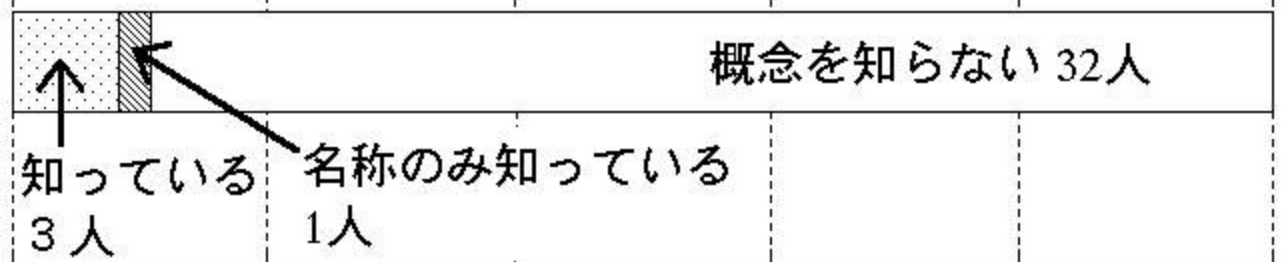 概念を知らない 32人
知っている
３人
名称のみ知っている
1人